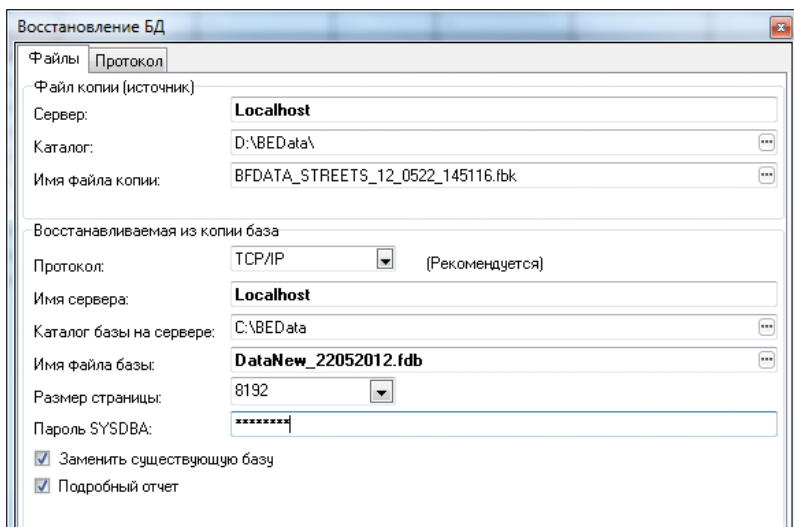 Восстановление БД
Файлы Протокол
Файл копии (источник)
Сервер: Localhost
Каталог: D:\BEData\
Имя файла копии: BFDATA_STREETS_12_0522_145116.fbk
Восстанавливаемая из копии база
Протокол: TCP/IP (Рекомендуется)
Имя сервера: Localhost
Каталог базы на сервере: C:\BEData
Имя файла базы: DataNew_22052012.fdb
Размер страницы: 8192
Пароль SYSDBA: ********
Заменить существующую базу
Подробный отчет